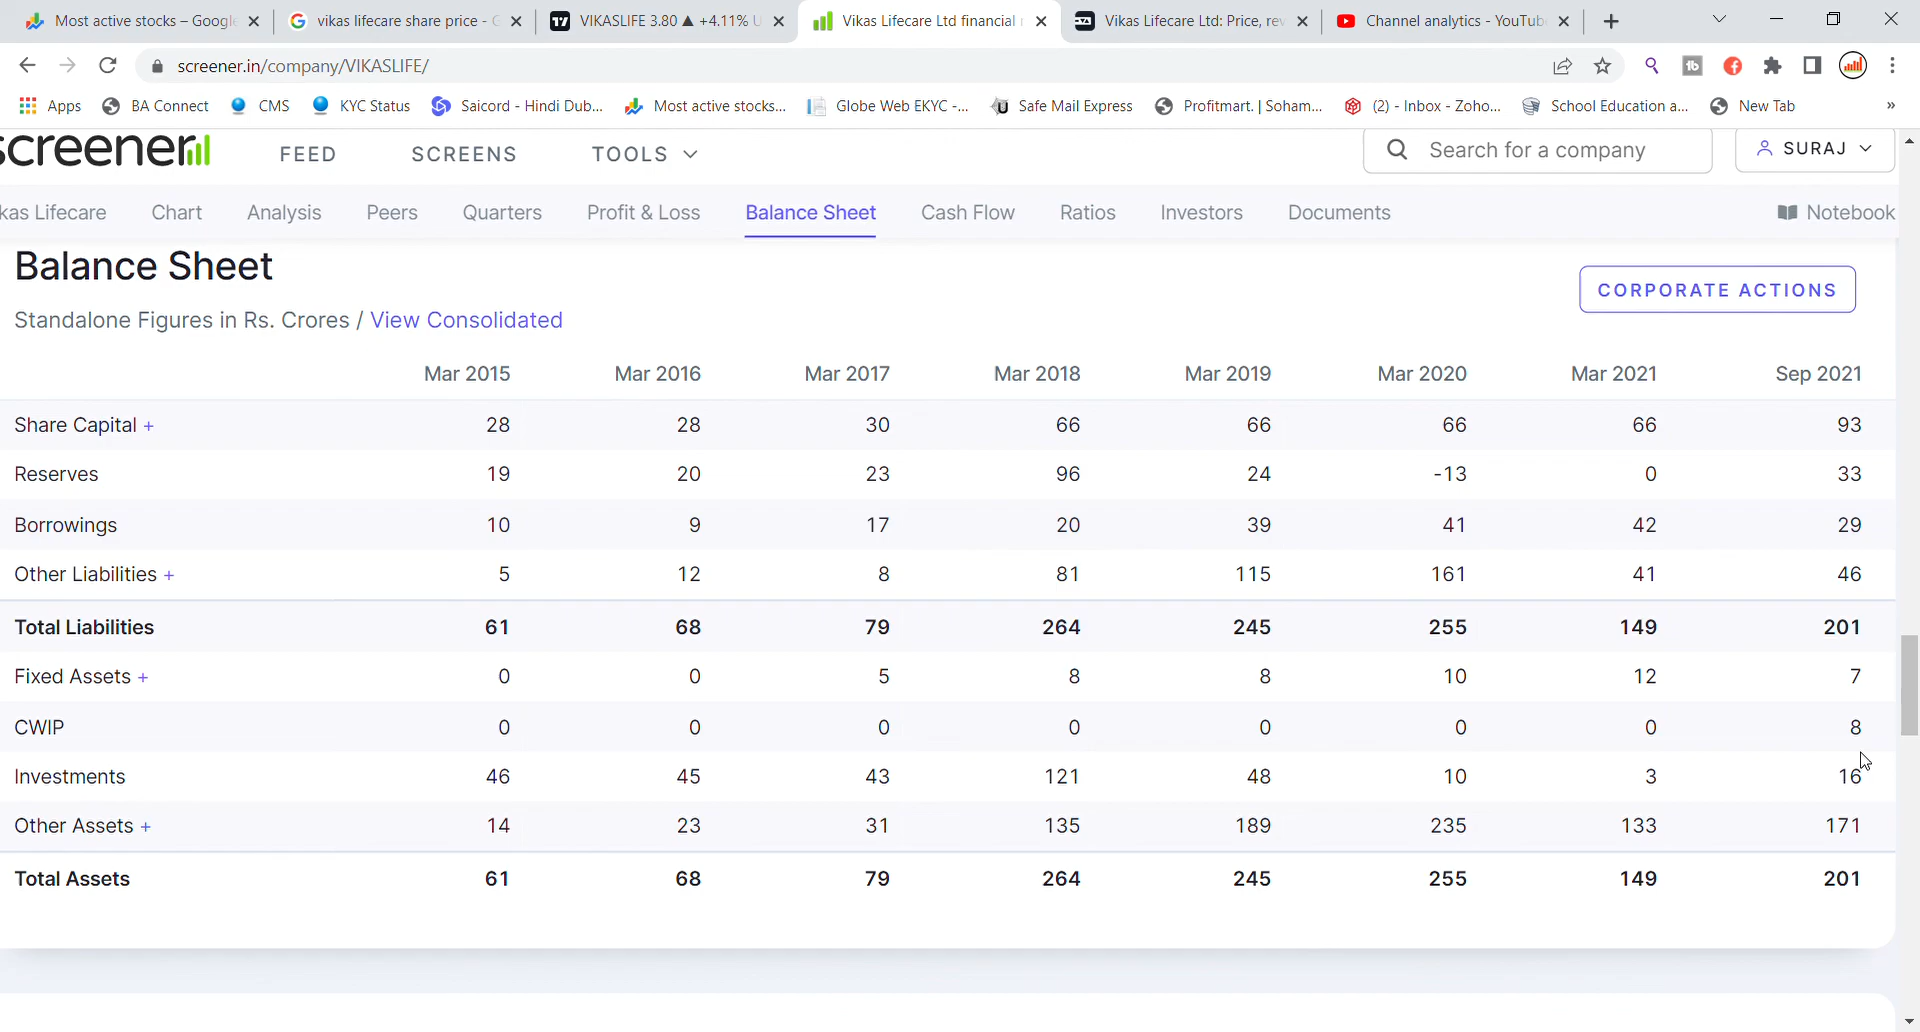 Most active stocks – Google
vikas lifecare share price - G
VIKASLIFE 3.80 ▲ +4.11% U
Vikas Lifecare Ltd financial r
Vikas Lifecare Ltd: Price, rev
Channel analytics - YouTube
screener.in/company/VIKASLIFE/
Apps BA Connect CMS KYC Status Saicord - Hindi Dub... Most active stocks... Globe Web EKYC -... Safe Mail Express Profitmart. | Soham... (2) - Inbox - Zoho... School Education a... New Tab »
screener FEED SCREENS TOOLS Search for a company SURAJ
kas Lifecare Chart Analysis Peers Quarters Profit & Loss Balance Sheet Cash Flow Ratios Investors Documents Notebook
Balance Sheet
CORPORATE ACTIONS
Standalone Figures in Rs. Crores / View Consolidated
Mar 2015 Mar 2016 Mar 2017 Mar 2018 Mar 2019 Mar 2020 Mar 2021 Sep 2021
Share Capital + 28 28 30 66 66 66 66 93
Reserves 19 20 23 96 24 -13 0 33
Borrowings 10 9 17 20 39 41 42 29
Other Liabilities + 5 12 8 81 115 161 41 46
Total Liabilities 61 68 79 264 245 255 149 201
Fixed Assets + 0 0 5 8 8 10 12 7
CWIP 0 0 0 0 0 0 0 8
Investments 46 45 43 121 48 10 3 16
Other Assets + 14 23 31 135 189 235 133 171
Total Assets 61 68 79 264 245 255 149 201